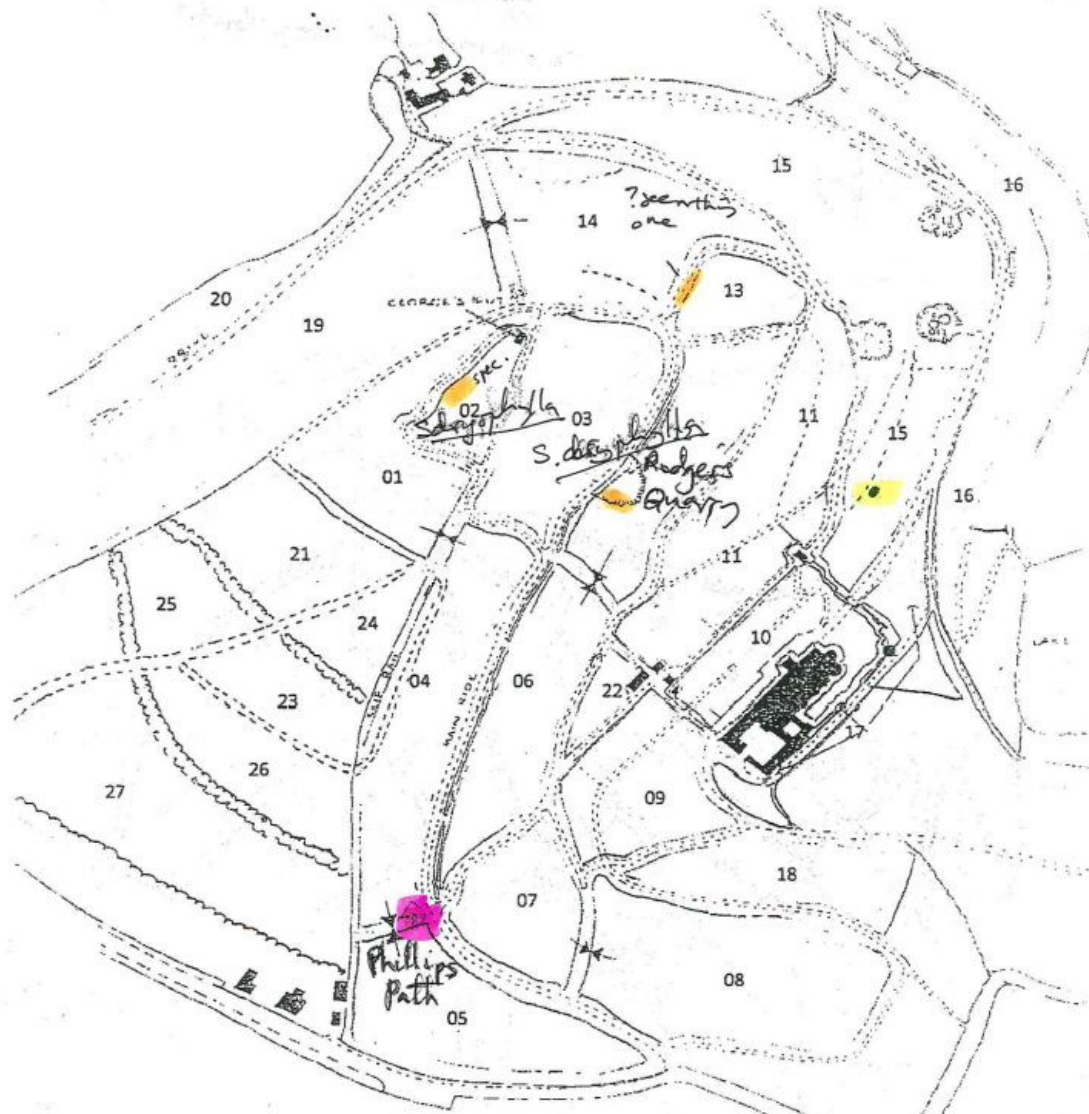 15
16
14
? seen this
one
13
20
19
DRIVE
GEORGE'S HUT
spec.
02
S. dasyphylla
03
S. dasyphylla
Rodgers
Quarry
11
15
16
01
21
11
25
24
10
LAKE
04
MAIN RIDE
06
22
23
26
17
27
09
18
07
Phillips
Path
08
05